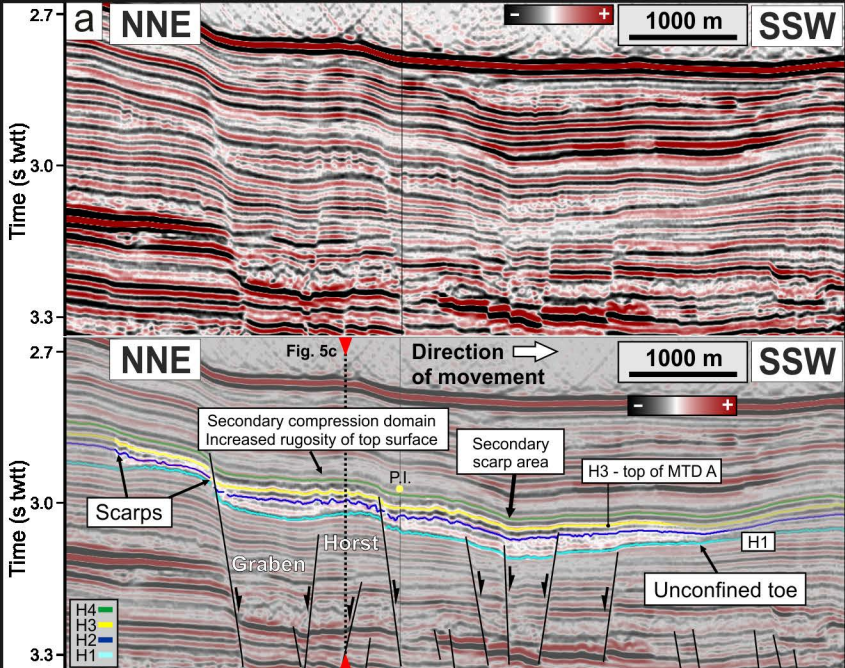 a
NNE
- +
1000 m
SSW
2.7
3.0
3.3
Time (s twtt)
NNE
Fig. 5c
Direction
of movement
1000 m
SSW
- +
2.7
3.0
3.3
Time (s twtt)
Secondary compression domain
Increased rugosity of top surface
P.I.
Secondary
scarp area
H3 - top of MTD A
Scarps
H1
Horst
Graben
Unconfined toe
H4
H3
H2
H1